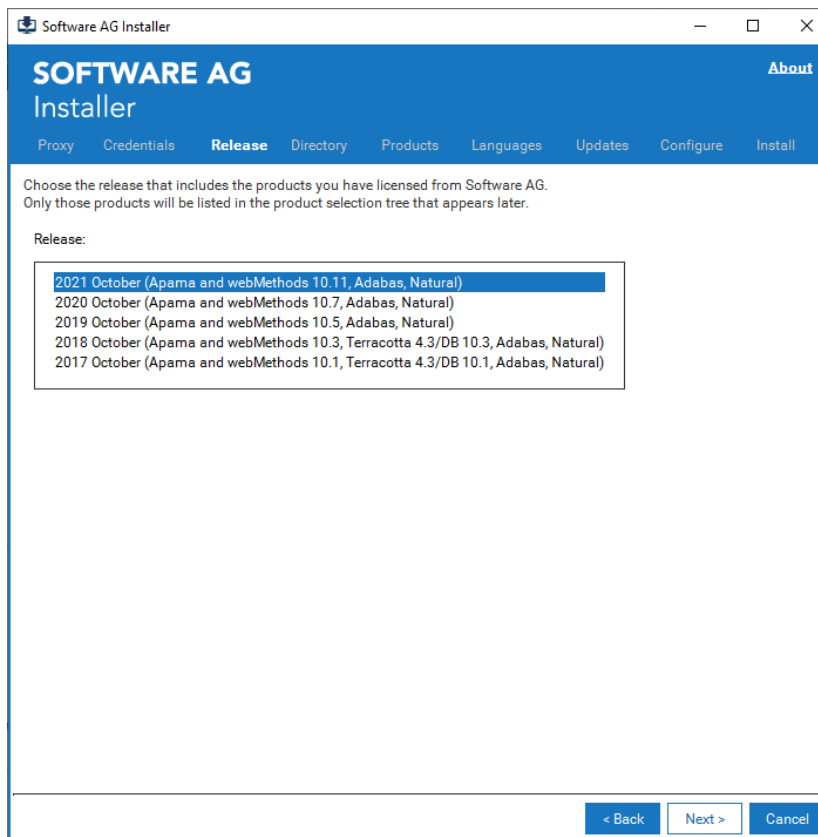 Software AG Installer
About
SOFTWARE AG
Installer
Proxy Credentials Release Directory Products Languages Updates Configure Install
Choose the release that includes the products you have licensed from Software AG.
Only those products will be listed in the product selection tree that appears later.
Release:
2021 October (Apama and webMethods 10.11, Adabas, Natural)
2020 October (Apama and webMethods 10.7, Adabas, Natural)
2019 October (Apama and webMethods 10.5, Adabas, Natural)
2018 October (Apama and webMethods 10.3, Terracotta 4.3/DB 10.3, Adabas, Natural)
2017 October (Apama and webMethods 10.1, Terracotta 4.3/DB 10.1, Adabas, Natural)
< Back Next > Cancel